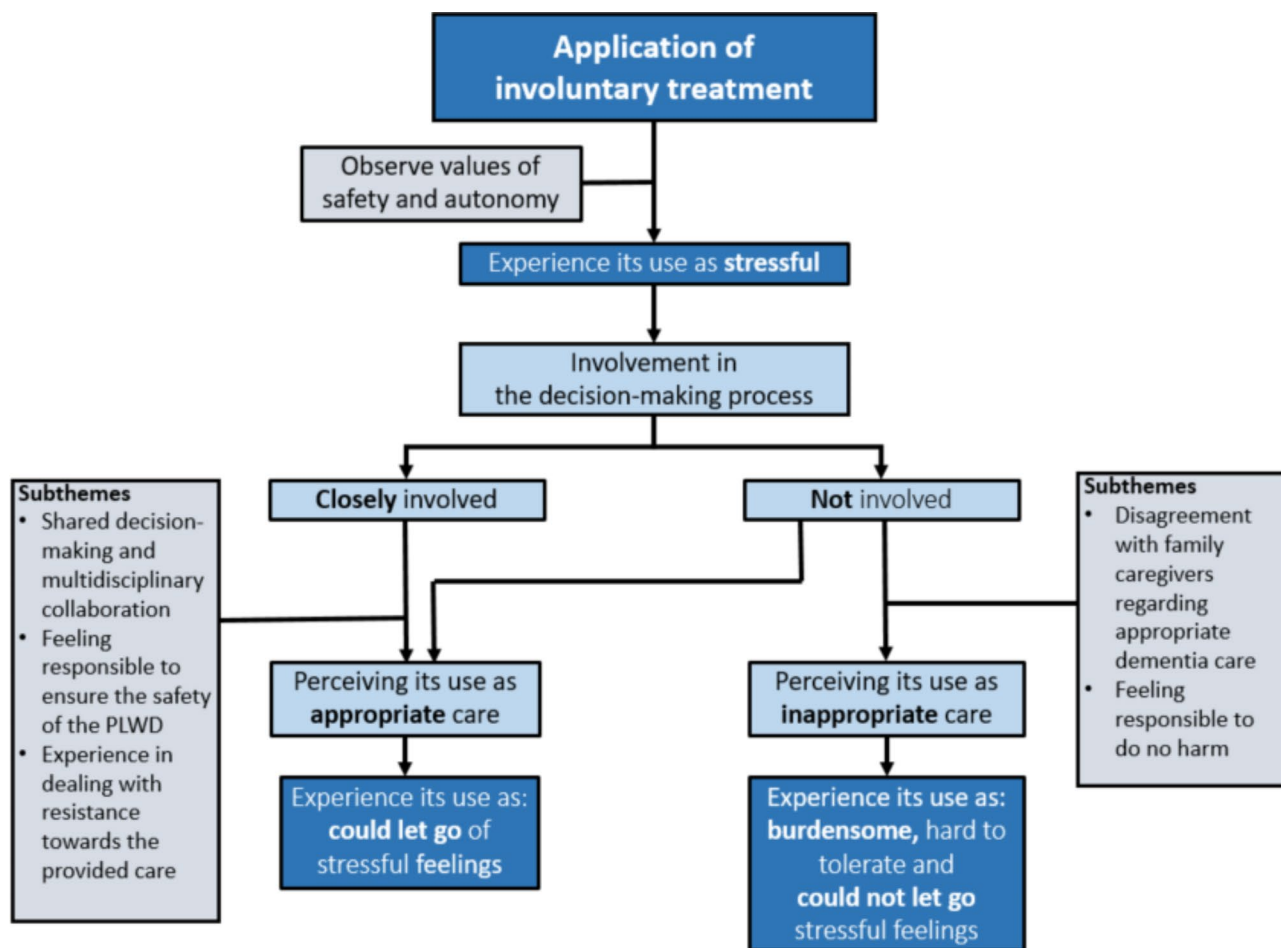 Application of
involuntary treatment
Observe values of
safety and autonomy
Experience its use as stressful
Involvement in
the decision-making process
Closely involved
Not involved
Subthemes
• Shared decision-
making and
multidisciplinary
collaboration
• Feeling
responsible to
ensure the safety
of the PLWD
• Experience in
dealing with
resistance
towards the
provided care
Subthemes
• Disagreement
with family
caregivers
regarding
appropriate
dementia care
• Feeling
responsible to
do no harm
Perceiving its use as
appropriate care
Perceiving its use as
inappropriate care
Experience its use as:
could let go of
stressful feelings
Experience its use as:
burdensome, hard to
tolerate and
could not let go
stressful feelings